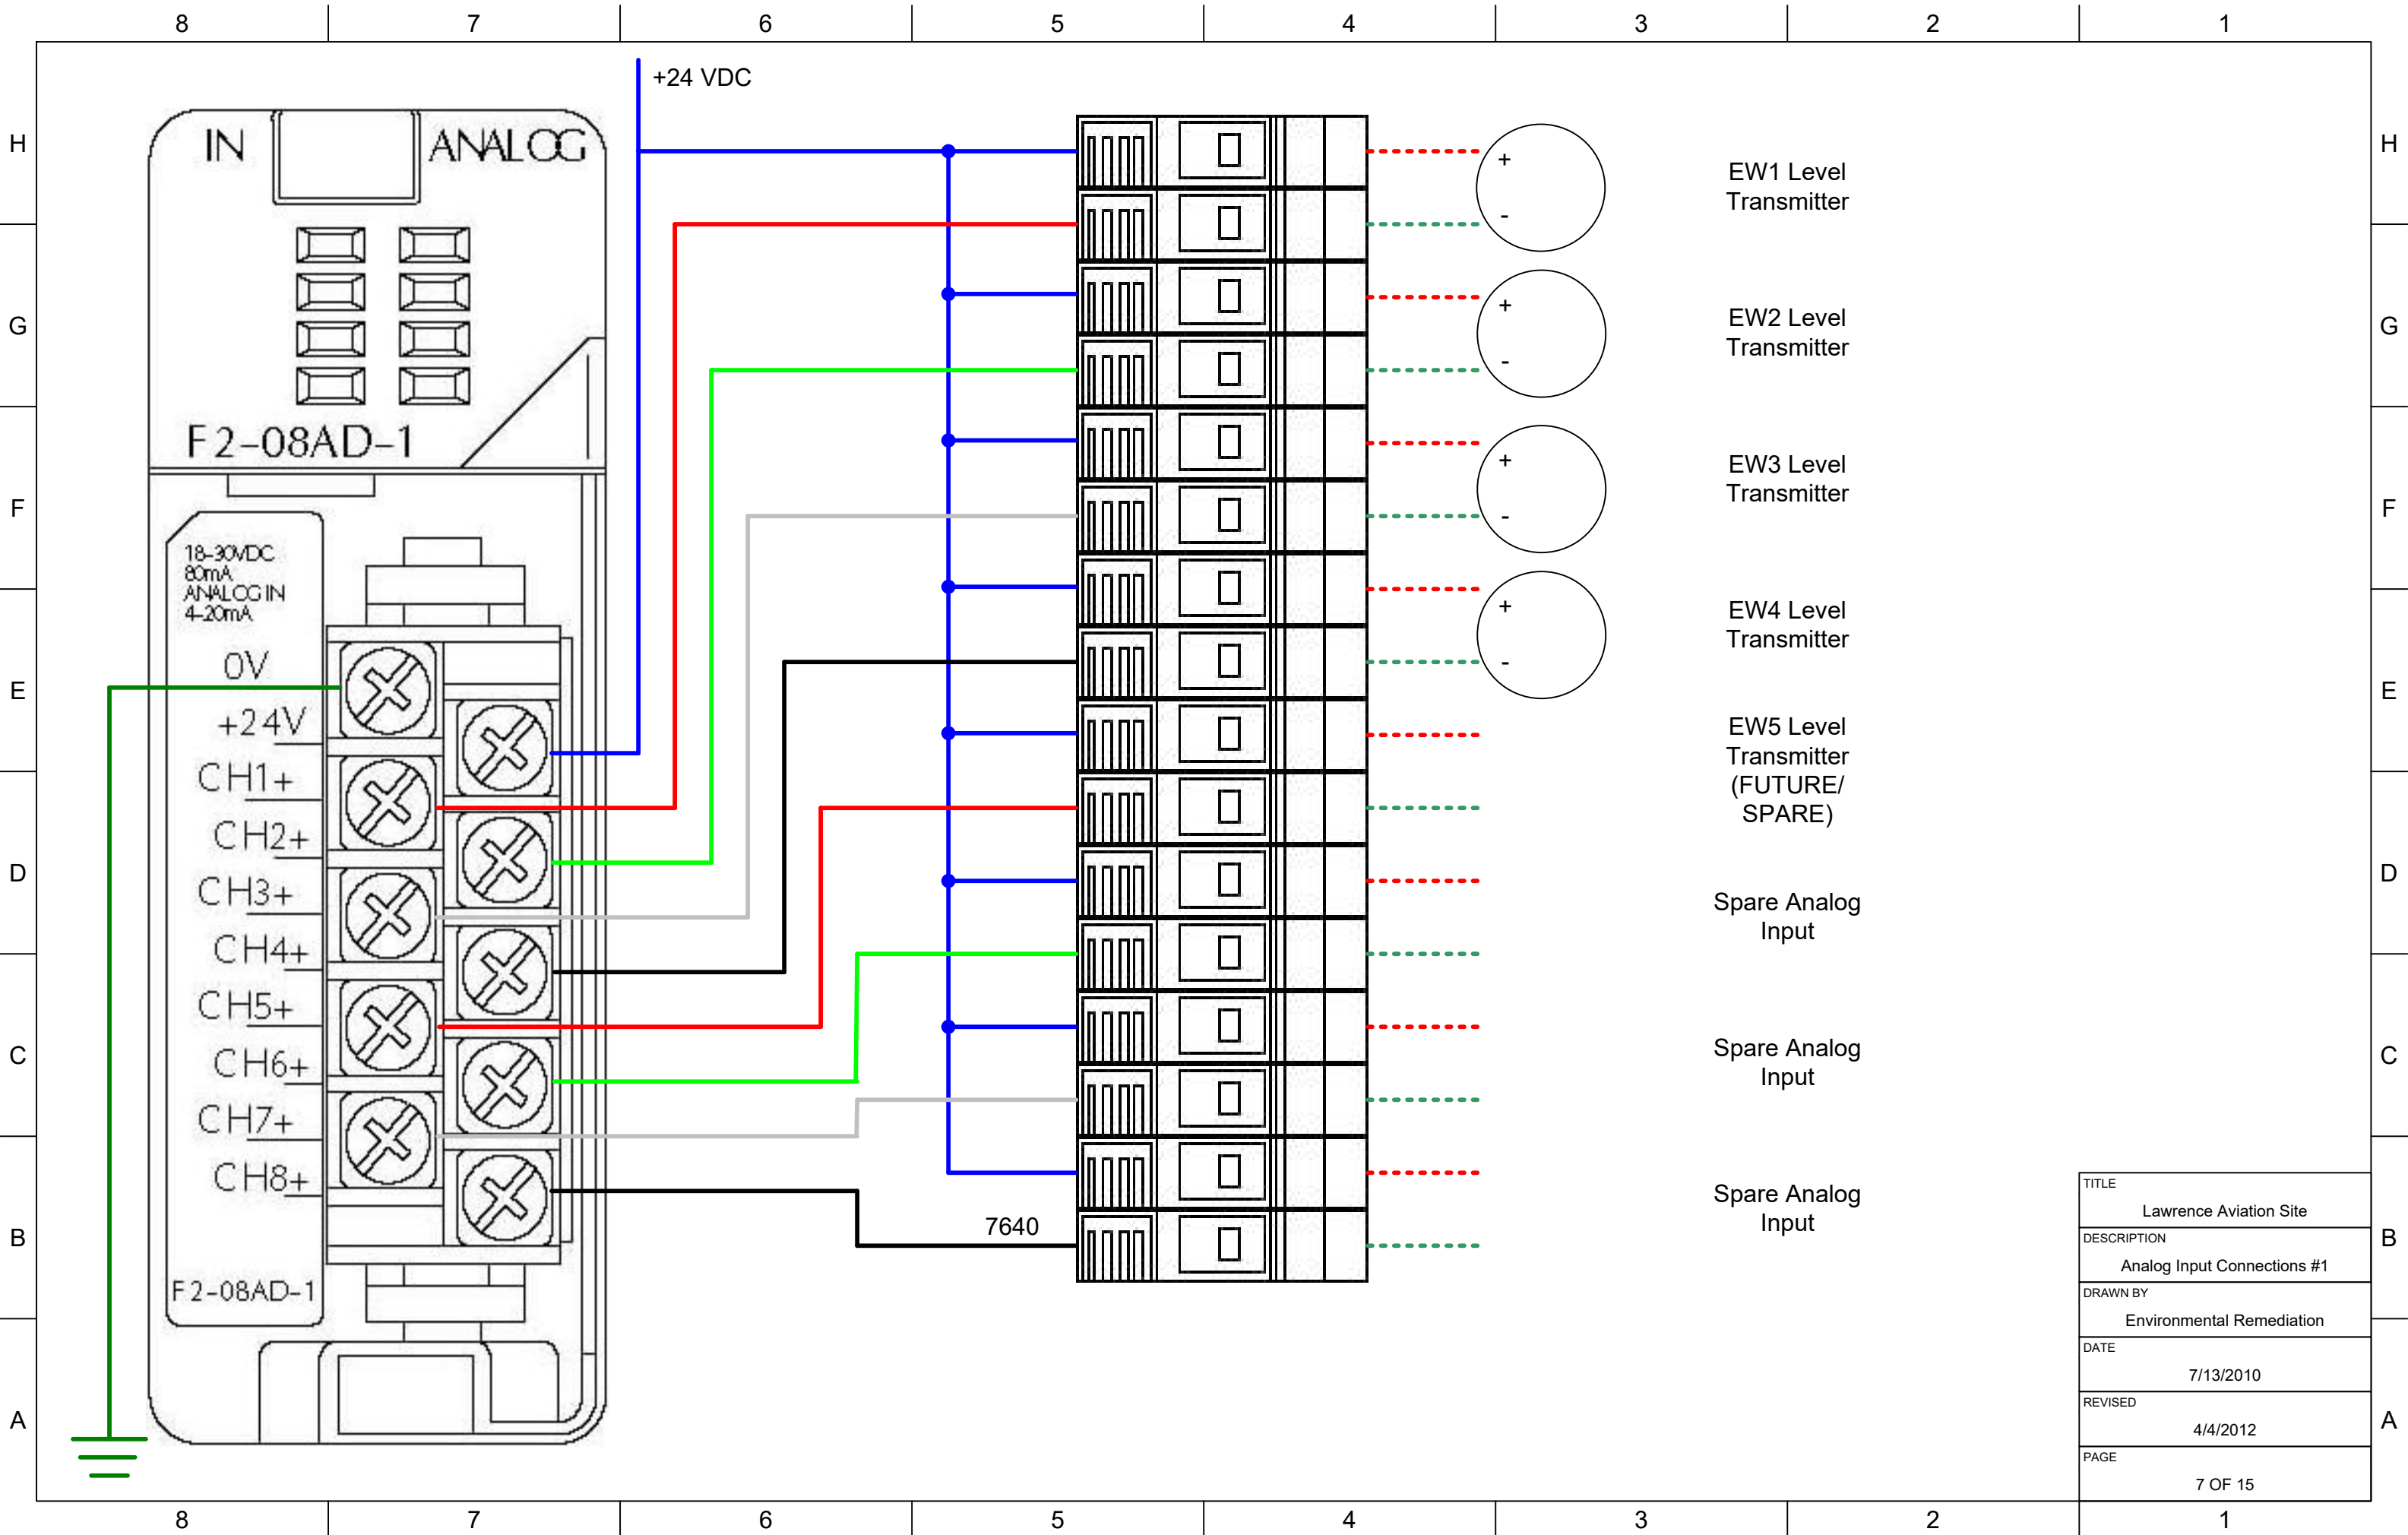 8 7 6 5 4 3 2 1
+24 VDC
H
G
F
E
D
C
B
A
IN ANALOG
F2-08AD-1
18-30VDC
80mA
ANALOG IN
4-20mA
0V
+24V
CH1+
CH2+
CH3+
CH4+
CH5+
CH6+
CH7+
CH8+
F2-08AD-1
7640
+
-
EW1 Level
Transmitter
+
-
EW2 Level
Transmitter
+
-
EW3 Level
Transmitter
+
-
EW4 Level
Transmitter
EW5 Level
Transmitter
(FUTURE/
SPARE)
Spare Analog
Input
Spare Analog
Input
Spare Analog
Input
H
G
F
E
D
C
B
A
TITLE
Lawrence Aviation Site
DESCRIPTION
Analog Input Connections #1
DRAWN BY
Environmental Remediation
DATE
7/13/2010
REVISED
4/4/2012
PAGE
7 OF 15
8 7 6 5 4 3 2 1